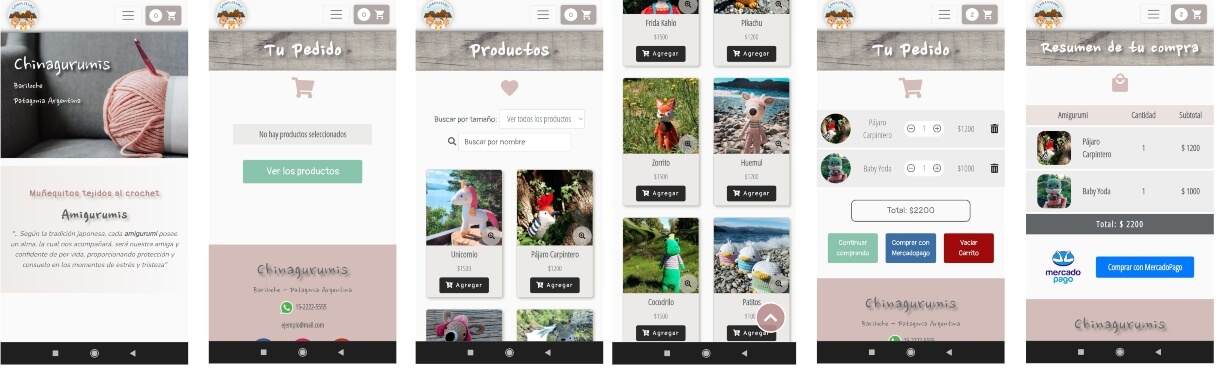 0
Chinagurumis
Bariloche
Patagonia Argentina
Muñequitos tejidos al crochet
Amigurumis
"... Según la tradición japonesa, cada amigurumi posee
un alma, la cual nos acompañará, será nuestra amiga y
confidente de por vida, proporcionando protección y
consuelo en los momentos de estrés y tristeza"
0
Tu Pedido
No hay productos seleccionados
Ver los productos
Chinagurumis
Bariloche - Patagonia Argentina
15-2222-5555
ejemplo@mail.com
0
Productos
Buscar por tamaño: Ver todos los productos
Buscar por nombre
Unicornio
$1500
Agregar
Pájaro Carpintero
$1200
Agregar
Frida Kahlo
$1500
Agregar
Pikachu
$1200
Agregar
Zorrito
$1500
Agregar
Huemul
$1200
Agregar
Cocodrilo
$1500
Agregar
Patitos
$100
Agregar
2
Tu Pedido
Pájaro
Carpintero
1
$1200
Baby Yoda
1
$1000
Total: $2200
Continuar
comprando
Comprar con
Mercadopago
Vaciar
Carrito
Chinagurumis
Bariloche - Patagonia Argentina
2
Resumen de tu compra
Amigurumi Cantidad Subtotal
Pájaro
Carpintero
1
$ 1200
Baby Yoda 1 $ 1000
Total: $ 2200
mercado
pago
Comprar con MercadoPago
Chinagurumis